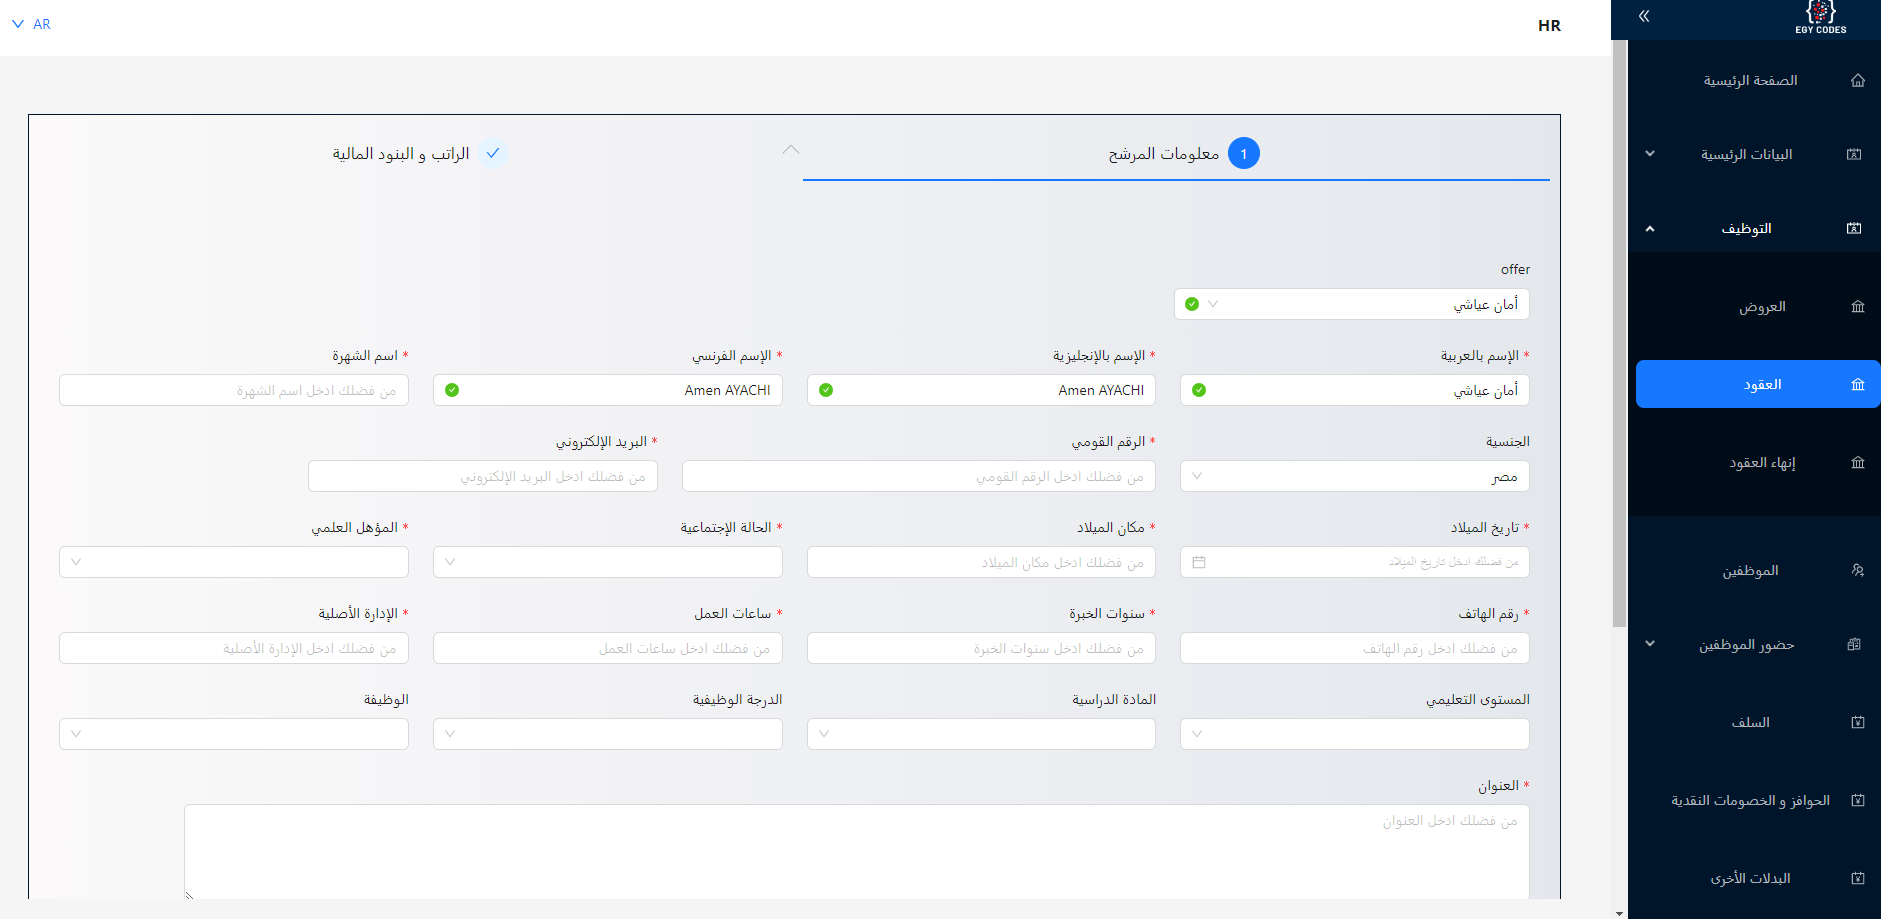 AR
HR
EGY CODES
الصفحة الرئيسية
البيانات الرئيسية
التوظيف
العروض
العقود
إنهاء العقود
الموظفين
حضور الموظفين
السلف
الحوافز و الخصومات النقدية
البدلات الأخرى
1 معلومات المرشح
الراتب و البنود المالية
offer
أمان عياشي
* الإسم بالعربية
* الإسم بالإنجليزية
* الإسم الفرنسي
* اسم الشهرة
أمان عياشي
Amen AYACHI
Amen AYACHI
من فضلك ادخل اسم الشهرة
الجنسية
* الرقم القومي
* البريد الإلكتروني
مصر
من فضلك ادخل الرقم القومي
من فضلك ادخل البريد الإلكتروني
* تاريخ الميلاد
* مكان الميلاد
* الحالة الإجتماعية
* المؤهل العلمي
من فضلك ادخل تاريخ الميلاد
من فضلك ادخل مكان الميلاد
* رقم الهاتف
* سنوات الخبرة
* ساعات العمل
* الإدارة الأصلية
من فضلك ادخل رقم الهاتف
من فضلك ادخل سنوات الخبرة
من فضلك ادخل ساعات العمل
من فضلك ادخل الإدارة الأصلية
المستوى التعليمي
المادة الدراسية
الدرجة الوظيفية
الوظيفة
* العنوان
من فضلك ادخل العنوان